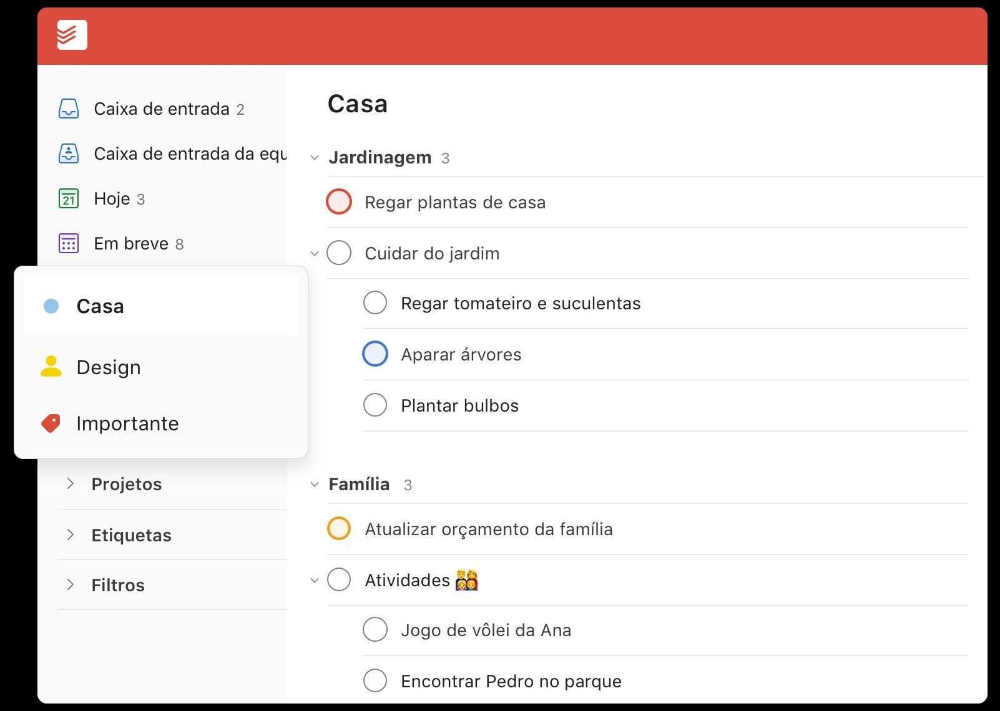 Caixa de entrada 2
Caixa de entrada da equ
21
Hoje 3
Em breve 8
Casa
Design
Importante
Projetos
Etiquetas
Filtros
Casa
Jardinagem 3
Regar plantas de casa
Cuidar do jardim
Regar tomateiro e suculentas
Aparar árvores
Plantar bulbos
Família 3
Atualizar orçamento da família
Atividades
Jogo de vôlei da Ana
Encontrar Pedro no parque